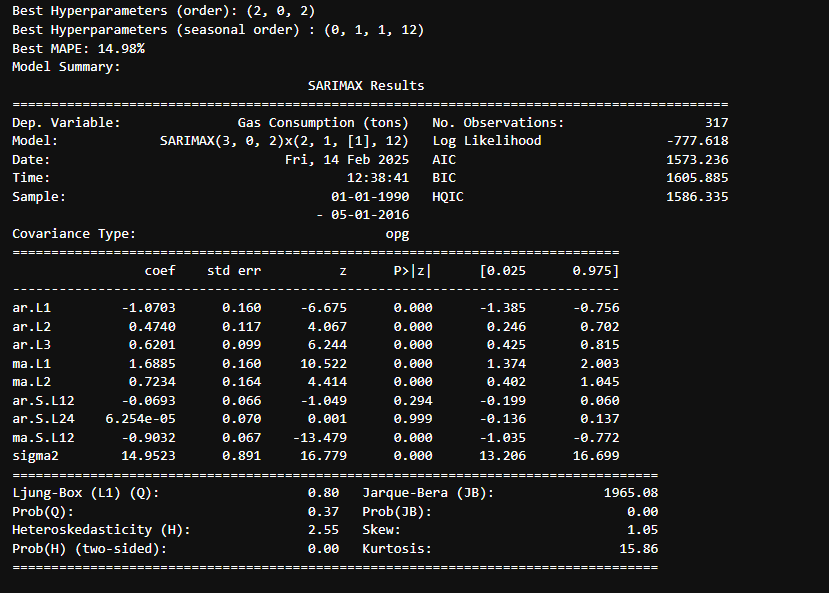 Best Hyperparameters (order): (2, 0, 2)
Best Hyperparameters (seasonal order) : (0, 1, 1, 12)
Best MAPE: 14.98%
Model Summary:
                                      SARIMAX Results
=============================================================================================
Dep. Variable:               Gas Consumption (tons)   No. Observations:                  317
Model:             SARIMAX(3, 0, 2)x(2, 1, [1], 12)   Log Likelihood                -777.618
Date:                              Fri, 14 Feb 2025   AIC                           1573.236
Time:                                      12:38:41   BIC                           1605.885
Sample:                                  01-01-1990   HQIC                          1586.335
                                       - 05-01-2016
Covariance Type:                                opg
==============================================================================
                 coef    std err          z      P>|z|      [0.025      0.975]
------------------------------------------------------------------------------
ar.L1         -1.0703      0.160     -6.675      0.000      -1.385      -0.756
ar.L2          0.4740      0.117      4.067      0.000       0.246       0.702
ar.L3          0.6201      0.099      6.244      0.000       0.425       0.815
ma.L1          1.6885      0.160     10.522      0.000       1.374       2.003
ma.L2          0.7234      0.164      4.414      0.000       0.402       1.045
ar.S.L12      -0.0693      0.066     -1.049      0.294      -0.199       0.060
ar.S.L24    6.254e-05      0.070      0.001      0.999      -0.136       0.137
ma.S.L12      -0.9032      0.067    -13.479      0.000      -1.035      -0.772
sigma2        14.9523      0.891     16.779      0.000      13.206      16.699
===================================================================================
Ljung-Box (L1) (Q):                   0.80   Jarque-Bera (JB):              1965.08
Prob(Q):                              0.37   Prob(JB):                         0.00
Heteroskedasticity (H):               2.55   Skew:                             1.05
Prob(H) (two-sided):                  0.00   Kurtosis:                        15.86
===================================================================================